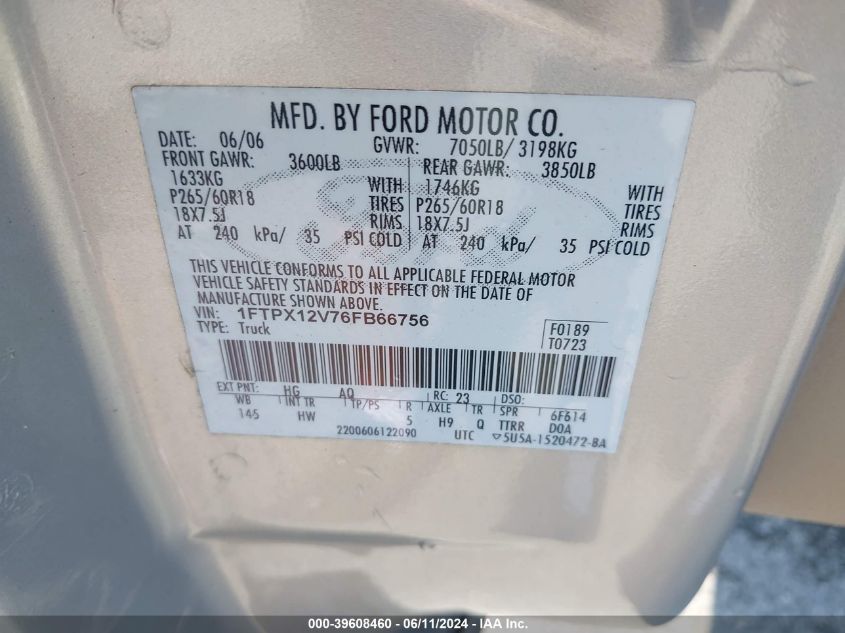 MFD. BY FORD MOTOR CO.
DATE: 06/06 GVWR: 7050LB/ 3198KG
FRONT GAWR: 3600LB REAR GAWR: 3850LB
1633KG WITH 1746KG WITH
P265/60R18 TIRES P265/60R18 TIRES
18X7.5J RIMS 18X7.5J RIMS
AT 240 kPa/ 35 PSI COLD AT 240 kPa/ 35 PSI COLD
THIS VEHICLE CONFORMS TO ALL APPLICABLE FEDERAL MOTOR
VEHICLE SAFETY STANDARDS IN EFFECT ON THE DATE OF
MANUFACTURE SHOWN ABOVE.
VIN: 1FTPX12V76FB66756
TYPE: Truck
F0189
T0723
EXT PNT: HG AQ RC: 23 DSO:
WB INT TR TP/PS R AXLE TR SPR 6F614
145 HW 5 H9 Q TTRR DOA
2200606122090 UTC ▽5U5A-1520472-BA
000-39608460 - 06/11/2024 - IAA Inc.